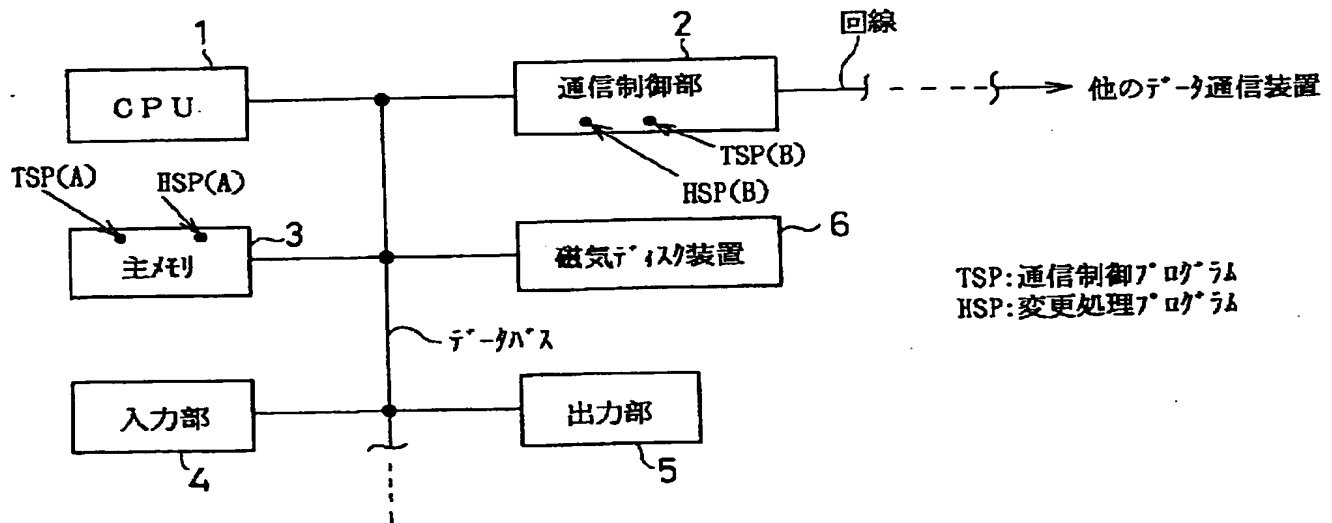 1
CPU
2
通信制御部
回線
他のデータ通信装置
TSP(B)
HSP(B)
TSP(A)
HSP(A)
3
主メモリ
6
磁気ディスク装置
TSP:通信制御プログラム
HSP:変更処理プログラム
データバス
入力部
4
出力部
5